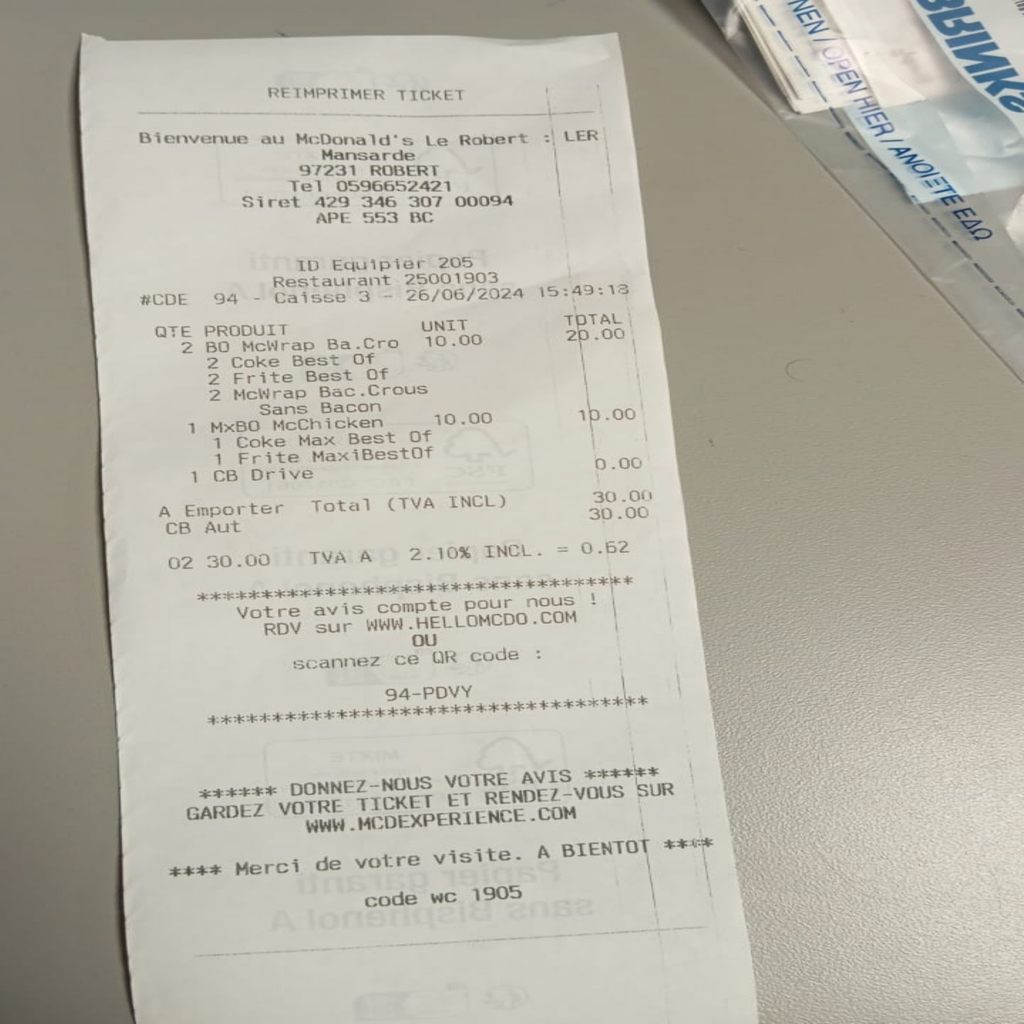 REIMPRIMER TICKET
Bienvenue au McDonald's Le Robert : LER
Mansarde
97231 ROBERT
Tel 0596652421
Siret 429 346 307 00094
APE 553 BC
ID Equipier 205
Restaurant 25001903
#CDE 94 - Caisse 3 - 26/06/2024 15:49:18
QTE PRODUIT UNIT TOTAL
2 BO McWrap Ba.Cro 10.00 20.00
2 Coke Best Of
2 Frite Best Of
2 McWrap Bac.Crous
Sans Bacon
1 MxBO McChicken 10.00 10.00
1 Coke Max Best Of
1 Frite MaxiBestOf
1 CB Drive 0.00
A Emporter Total (TVA INCL) 30.00
CB Aut 30.00
02 30.00 TVA A 2.10% INCL. = 0.62
***********************************
Votre avis compte pour nous !
RDV sur WWW.HELLOMCDO.COM
OU
scannez ce QR code :
94-PDVY
***********************************
****** DONNEZ-NOUS VOTRE AVIS ******
GARDEZ VOTRE TICKET ET RENDEZ-VOUS SUR
WWW.MCDEXPERIENCE.COM
**** Merci de votre visite. A BIENTOT ****
code wc 1905
Papier garanti
sans Bisphenol A
BRINKS
NEN / OPEN HIER / ΑΝΟΙΞΤΕ ΕΔΩ